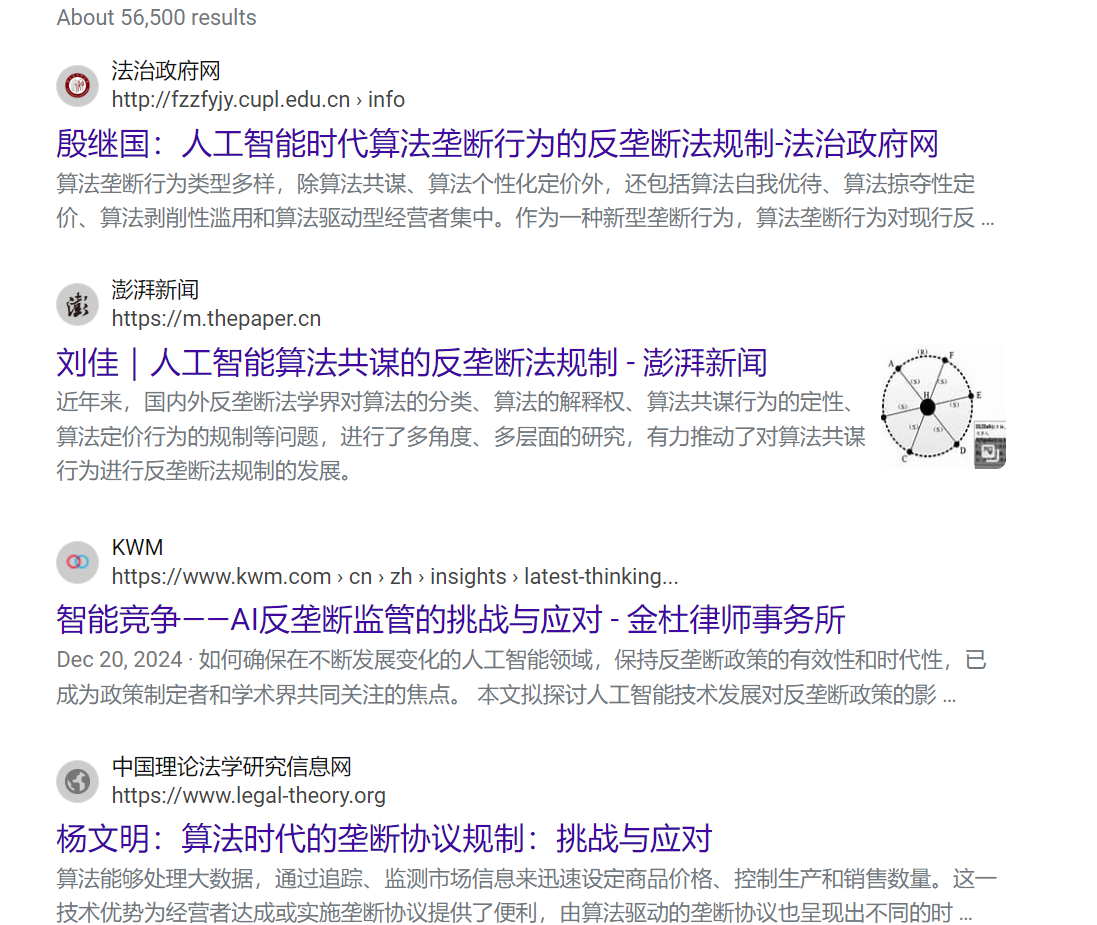 About 56,500 results
法治政府网
http://fzzfyjy.cupl.edu.cn › info
殷继国：人工智能时代算法垄断行为的反垄断法规制-法治政府网
算法垄断行为类型多样，除算法共谋、算法个性化定价外，还包括算法自我优待、算法掠夺性定
价、算法剥削性滥用和算法驱动型经营者集中。作为一种新型垄断行为，算法垄断行为对现行反 ...
澎湃新闻
https://m.thepaper.cn
刘佳｜人工智能算法共谋的反垄断法规制 - 澎湃新闻
近年来，国内外反垄断法学界对算法的分类、算法的解释权、算法共谋行为的定性、
算法定价行为的规制等问题，进行了多角度、多层面的研究，有力推动了对算法共谋
行为进行反垄断法规制的发展。
澎
(R)
A
F
(S)
(S)
H
E
(S)
(S)
(S)
(S)
C
D
KWM
https://www.kwm.com › cn › zh › insights › latest-thinking...
智能竞争——AI反垄断监管的挑战与应对 - 金杜律师事务所
Dec 20, 2024 · 如何确保在不断发展变化的人工智能领域，保持反垄断政策的有效性和时代性，已
成为政策制定者和学术界共同关注的焦点。 本文拟探讨人工智能技术发展对反垄断政策的影 ...
中国理论法学研究信息网
https://www.legal-theory.org
杨文明：算法时代的垄断协议规制：挑战与应对
算法能够处理大数据，通过追踪、监测市场信息来迅速设定商品价格、控制生产和销售数量。这一
技术优势为经营者达成或实施垄断协议提供了便利，由算法驱动的垄断协议也呈现出不同的时 ...